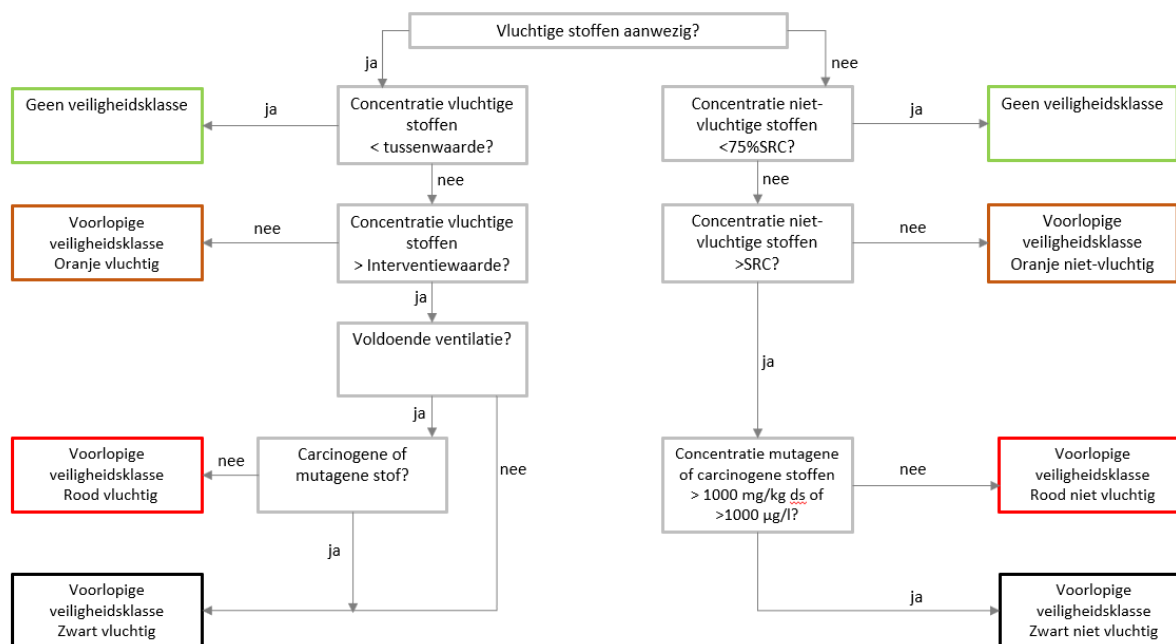 Vluchtige stoffen aanwezig?
ja
nee
Geen veiligheidsklasse
ja
Concentratie vluchtige
stoffen
< tussenwaarde?
Concentratie niet-
vluchtige stoffen
<75%SRC?
ja
Geen veiligheidsklasse
nee
nee
Voorlopige
veiligheidsklasse
Oranje vluchtig
nee
Concentratie vluchtige
stoffen
> Interventiewaarde?
Concentratie niet-
vluchtige stoffen
>SRC?
nee
Voorlopige
veiligheidsklasse
Oranje niet-vluchtig
ja
Voldoende ventilatie?
ja
ja
Voorlopige
veiligheidsklasse
Rood vluchtig
nee
Carcinogene of
mutagene stof?
nee
Concentratie mutagene
of carcinogene stoffen
> 1000 mg/kg ds of
>1000 µg/l?
nee
Voorlopige
veiligheidsklasse
Rood niet vluchtig
ja
Voorlopige
veiligheidsklasse
Zwart vluchtig
ja
Voorlopige
veiligheidsklasse
Zwart niet vluchtig